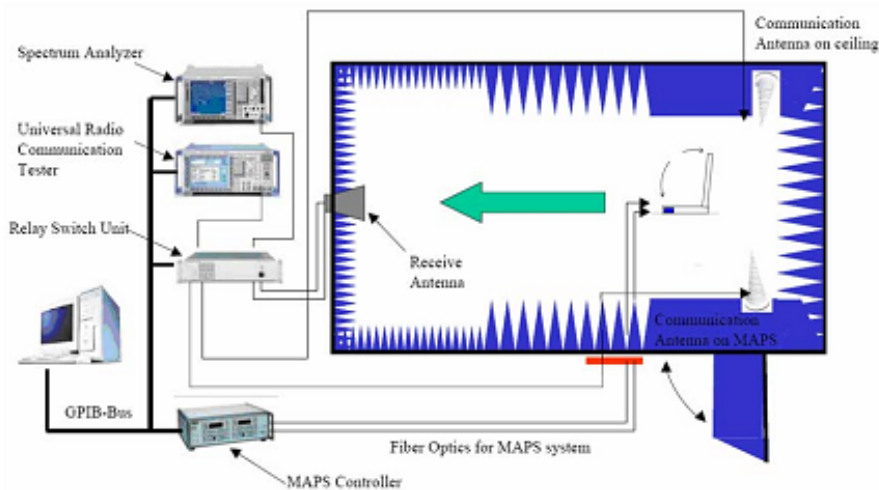 Spectrum Analyzer
Universal Radio
Communication
Tester
Relay Switch Unit
GPIB-Bus
MAPS Controller
Fiber Optics for MAPS system
Receive
Antenna
Communication
Antenna on ceiling
Communication
Antenna on MAPS